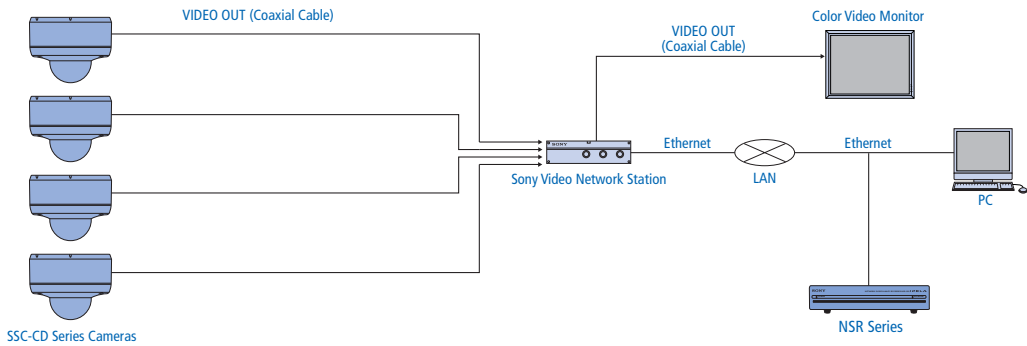 VIDEO OUT (Coaxial Cable)
Color Video Monitor
VIDEO OUT
(Coaxial Cable)
SONY
Ethernet
Ethernet
Sony Video Network Station
LAN
PC
SONY
NSR Series
SSC-CD Series Cameras